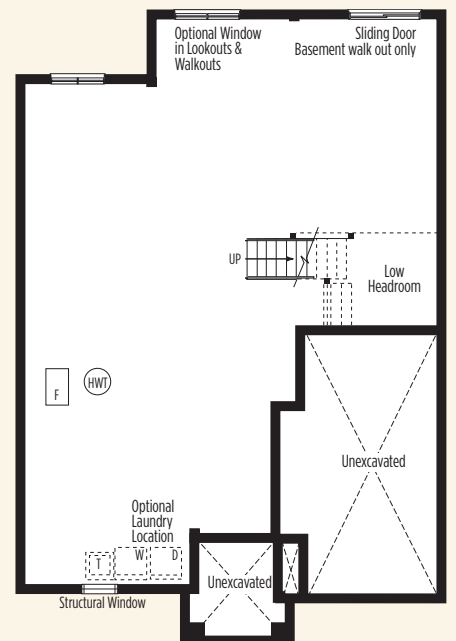 Optional Window
in Lookouts &
Walkouts
Sliding Door
Basement walk out only
UP
Low
Headroom
F
HWT
Unexcavated
Optional
Laundry
Location
T
W
D
Unexcavated
Structural Window